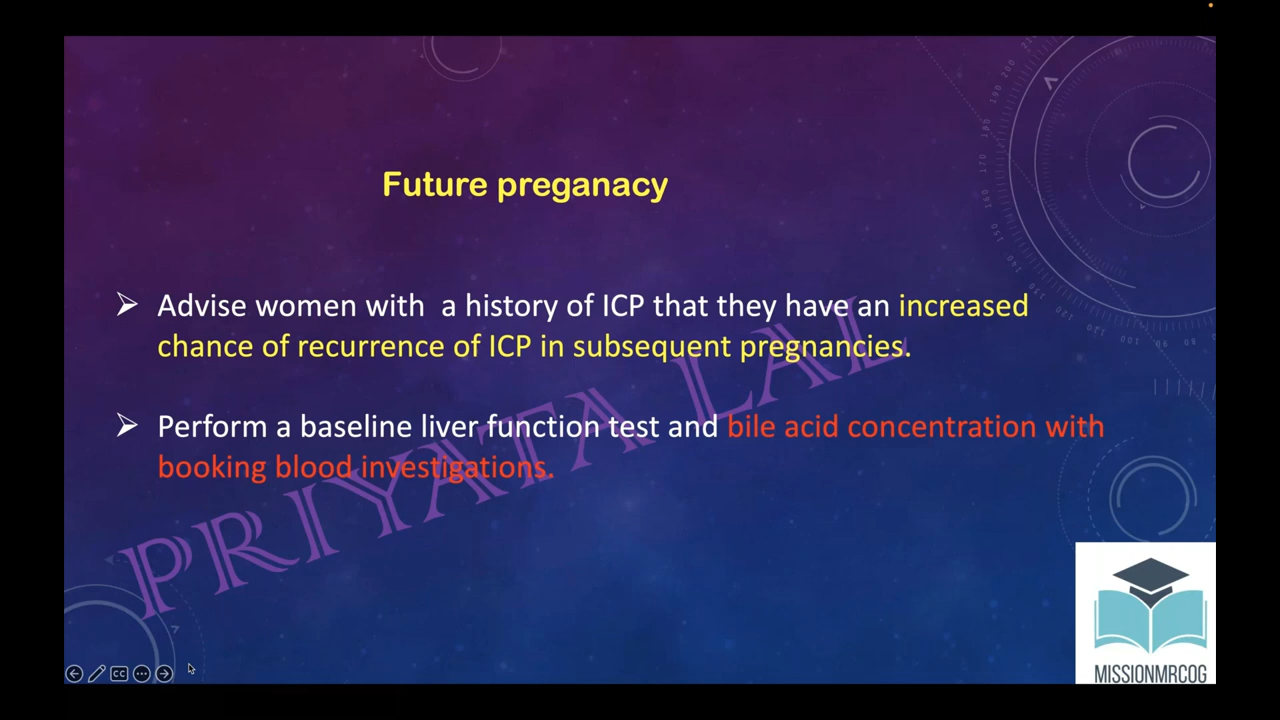 Future preganacy
Advise women with a history of ICP that they have an increased
chance of recurrence of ICP in subsequent pregnancies.
Perform a baseline liver function test and bile acid concentration with
booking blood investigations.
PRIYATA LAL
MISSIONMRCOG
CC